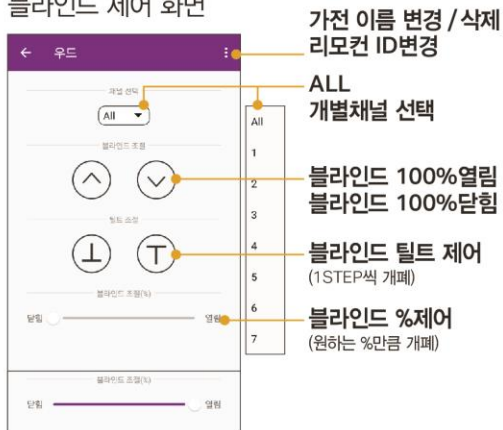 블라인드 제어 화면
우드
채널 선택
All
블라인드 조절
틸트 조정
블라인드 조절(%)
닫힘
열림
블라인드 조절(%)
닫힘
열림
All
1
2
3
4
5
6
7
가전 이름 변경 / 삭제
리모컨 ID변경
ALL
개별채널 선택
블라인드 100%열림
블라인드 100%닫힘
블라인드 틸트 제어
(1STEP씩 개폐)
블라인드 %제어
(원하는 %만큼 개폐)